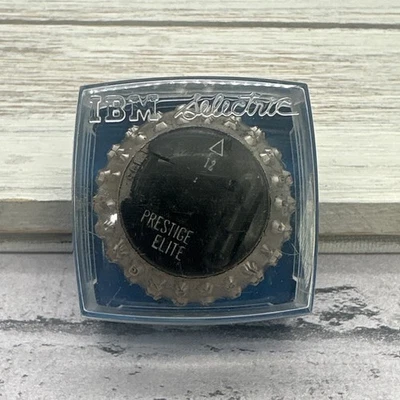 IBM Selectric
12
PRESTIGE
ELITE